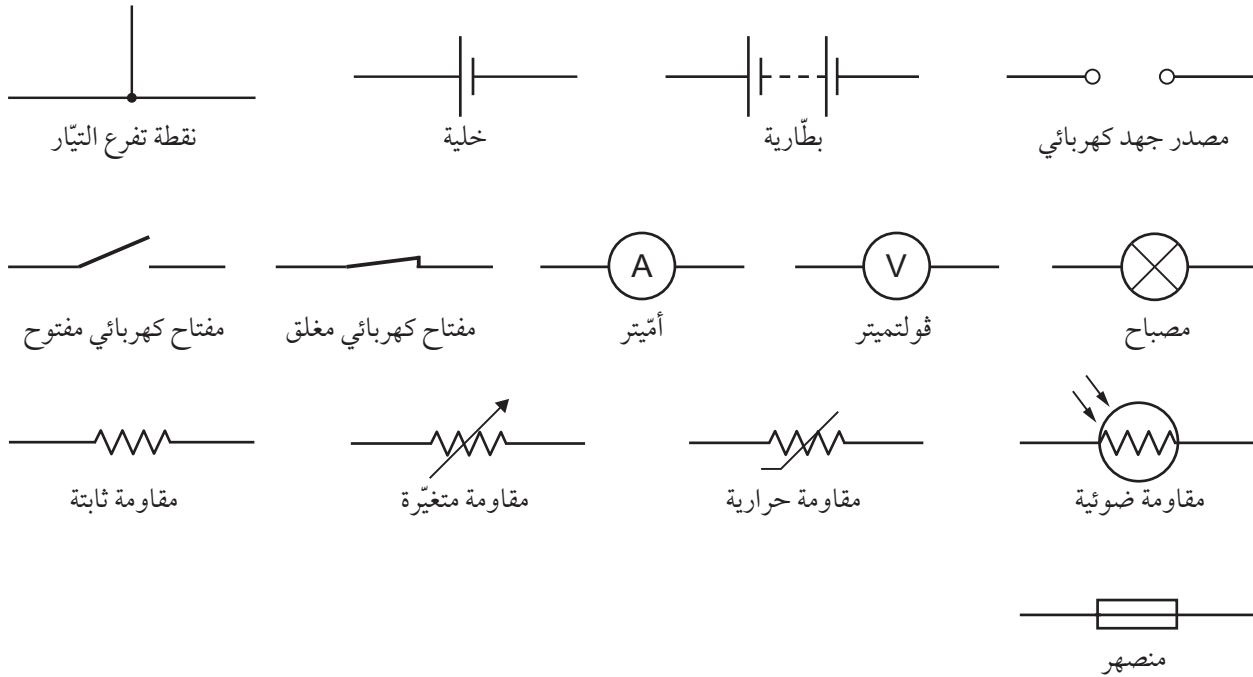 مصدر جهد كهربائي
بطّارية
خلية
نقطة تفرع التيّار
V
A
مصباح
ڤولتميتر
أمّيتر
مفتاح كهربائي مغلق
مفتاح كهربائي مفتوح
مقاومة ضوئية
مقاومة حرارية
مقاومة متغيّرة
مقاومة ثابتة
منصهر